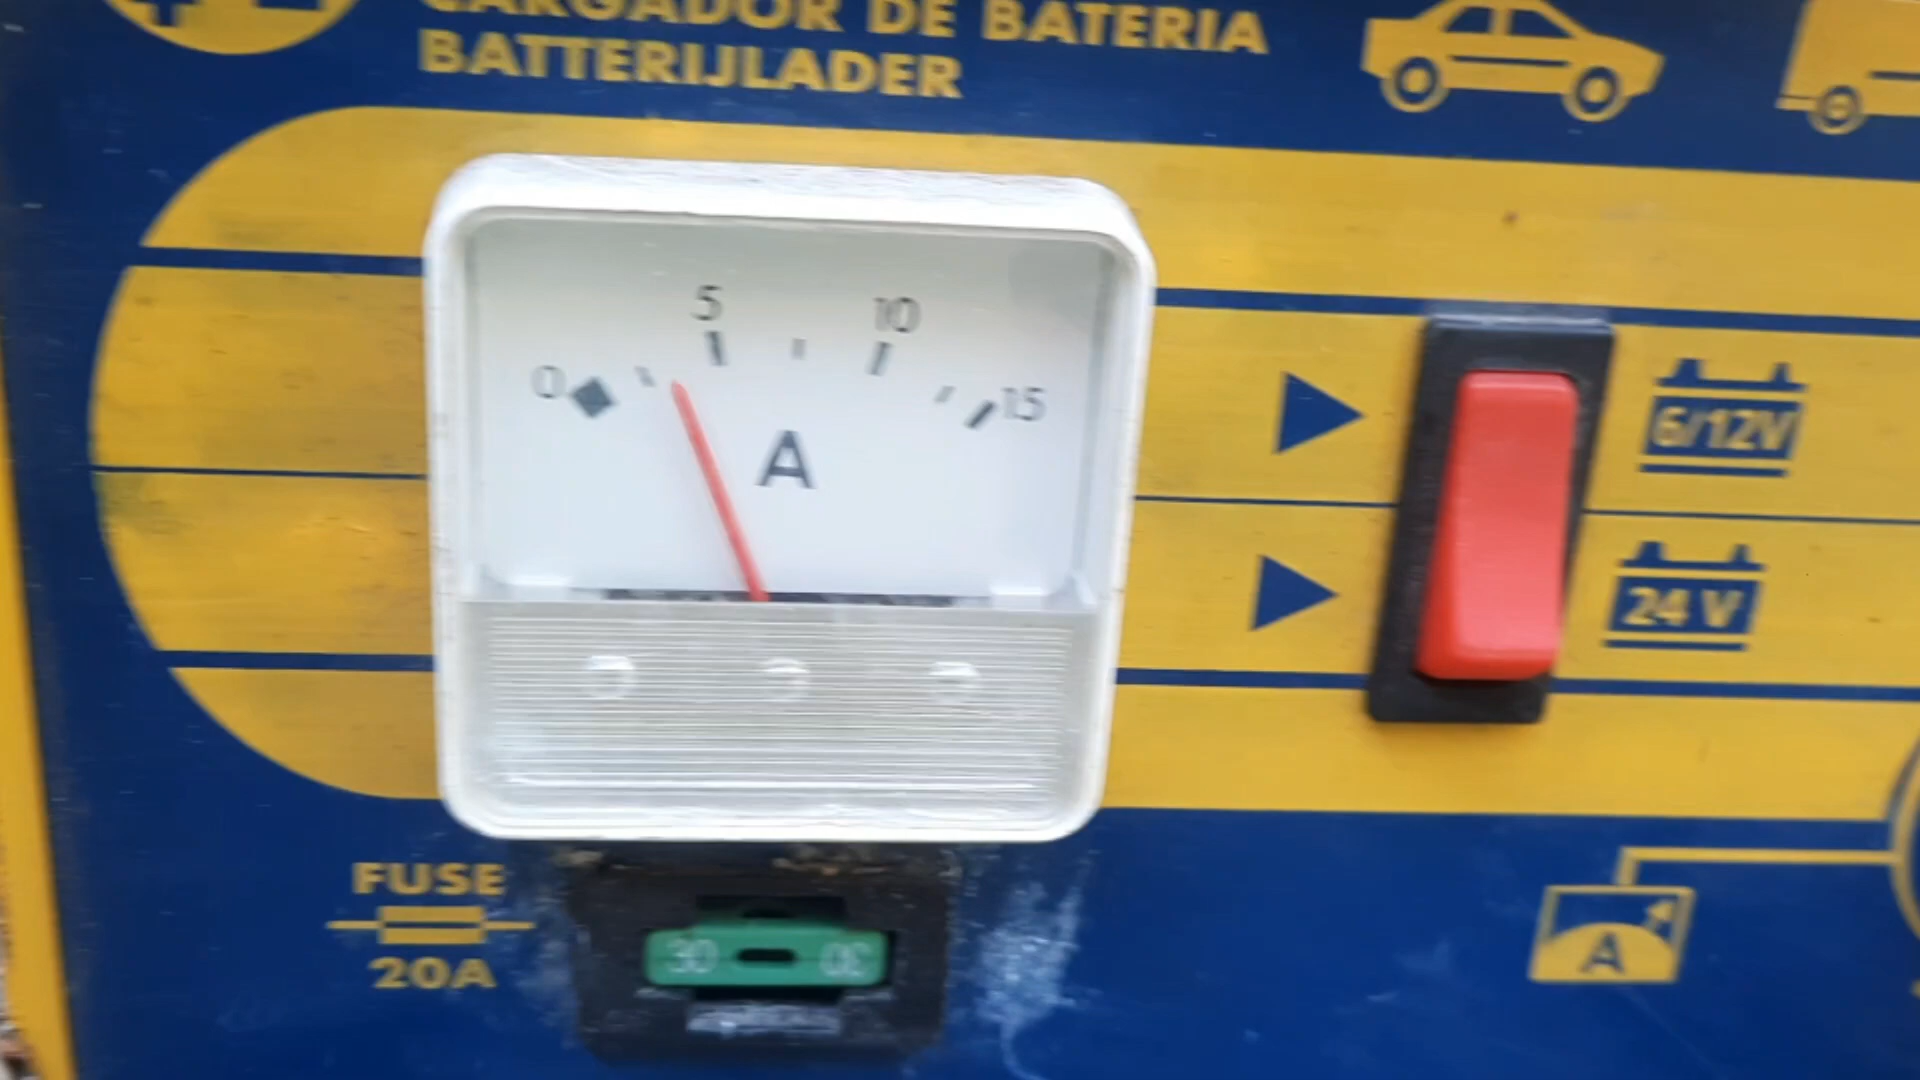 CARGADOR DE BATERIA
BATTERIJLADER
0 5 10 15
A
6/12V
24 V
FUSE
20A
30 30
A